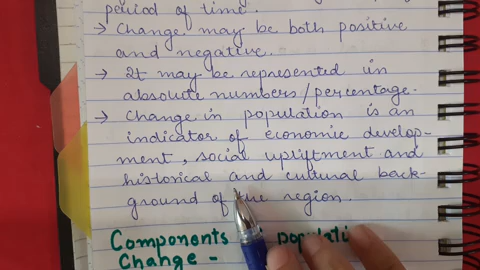 period of time.
→ Change may be both positive
and negative.
→ It may be represented in
absolute numbers/percentage.
→ Change in population is an
indicator of economic develop-
ment, social upliftment and
historical and cultural back-
ground of the region.
Components populati
Change -